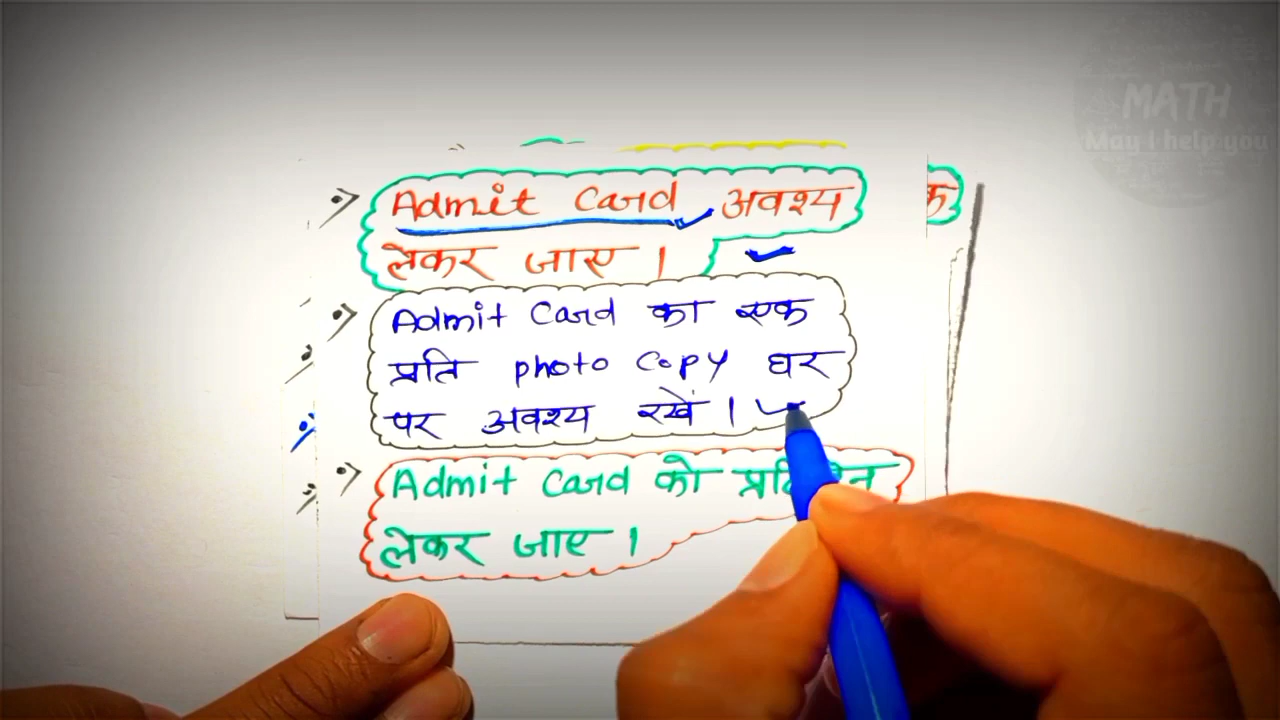 MATH
May I help you
Admit Card अवश्य
लेकर जाए ।
Admit Card का एक
प्रति photo copy घर
पर अवश्य रखें ।
Admit Card को
लेकर जाए ।